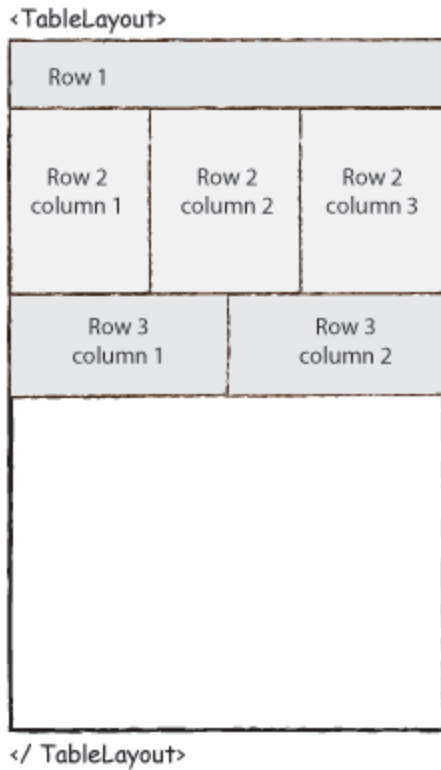 <TableLayout>
Row 1
Row 2
column 1
Row 2
column 2
Row 2
column 3
Row 3
column 1
Row 3
column 2
</ TableLayout>